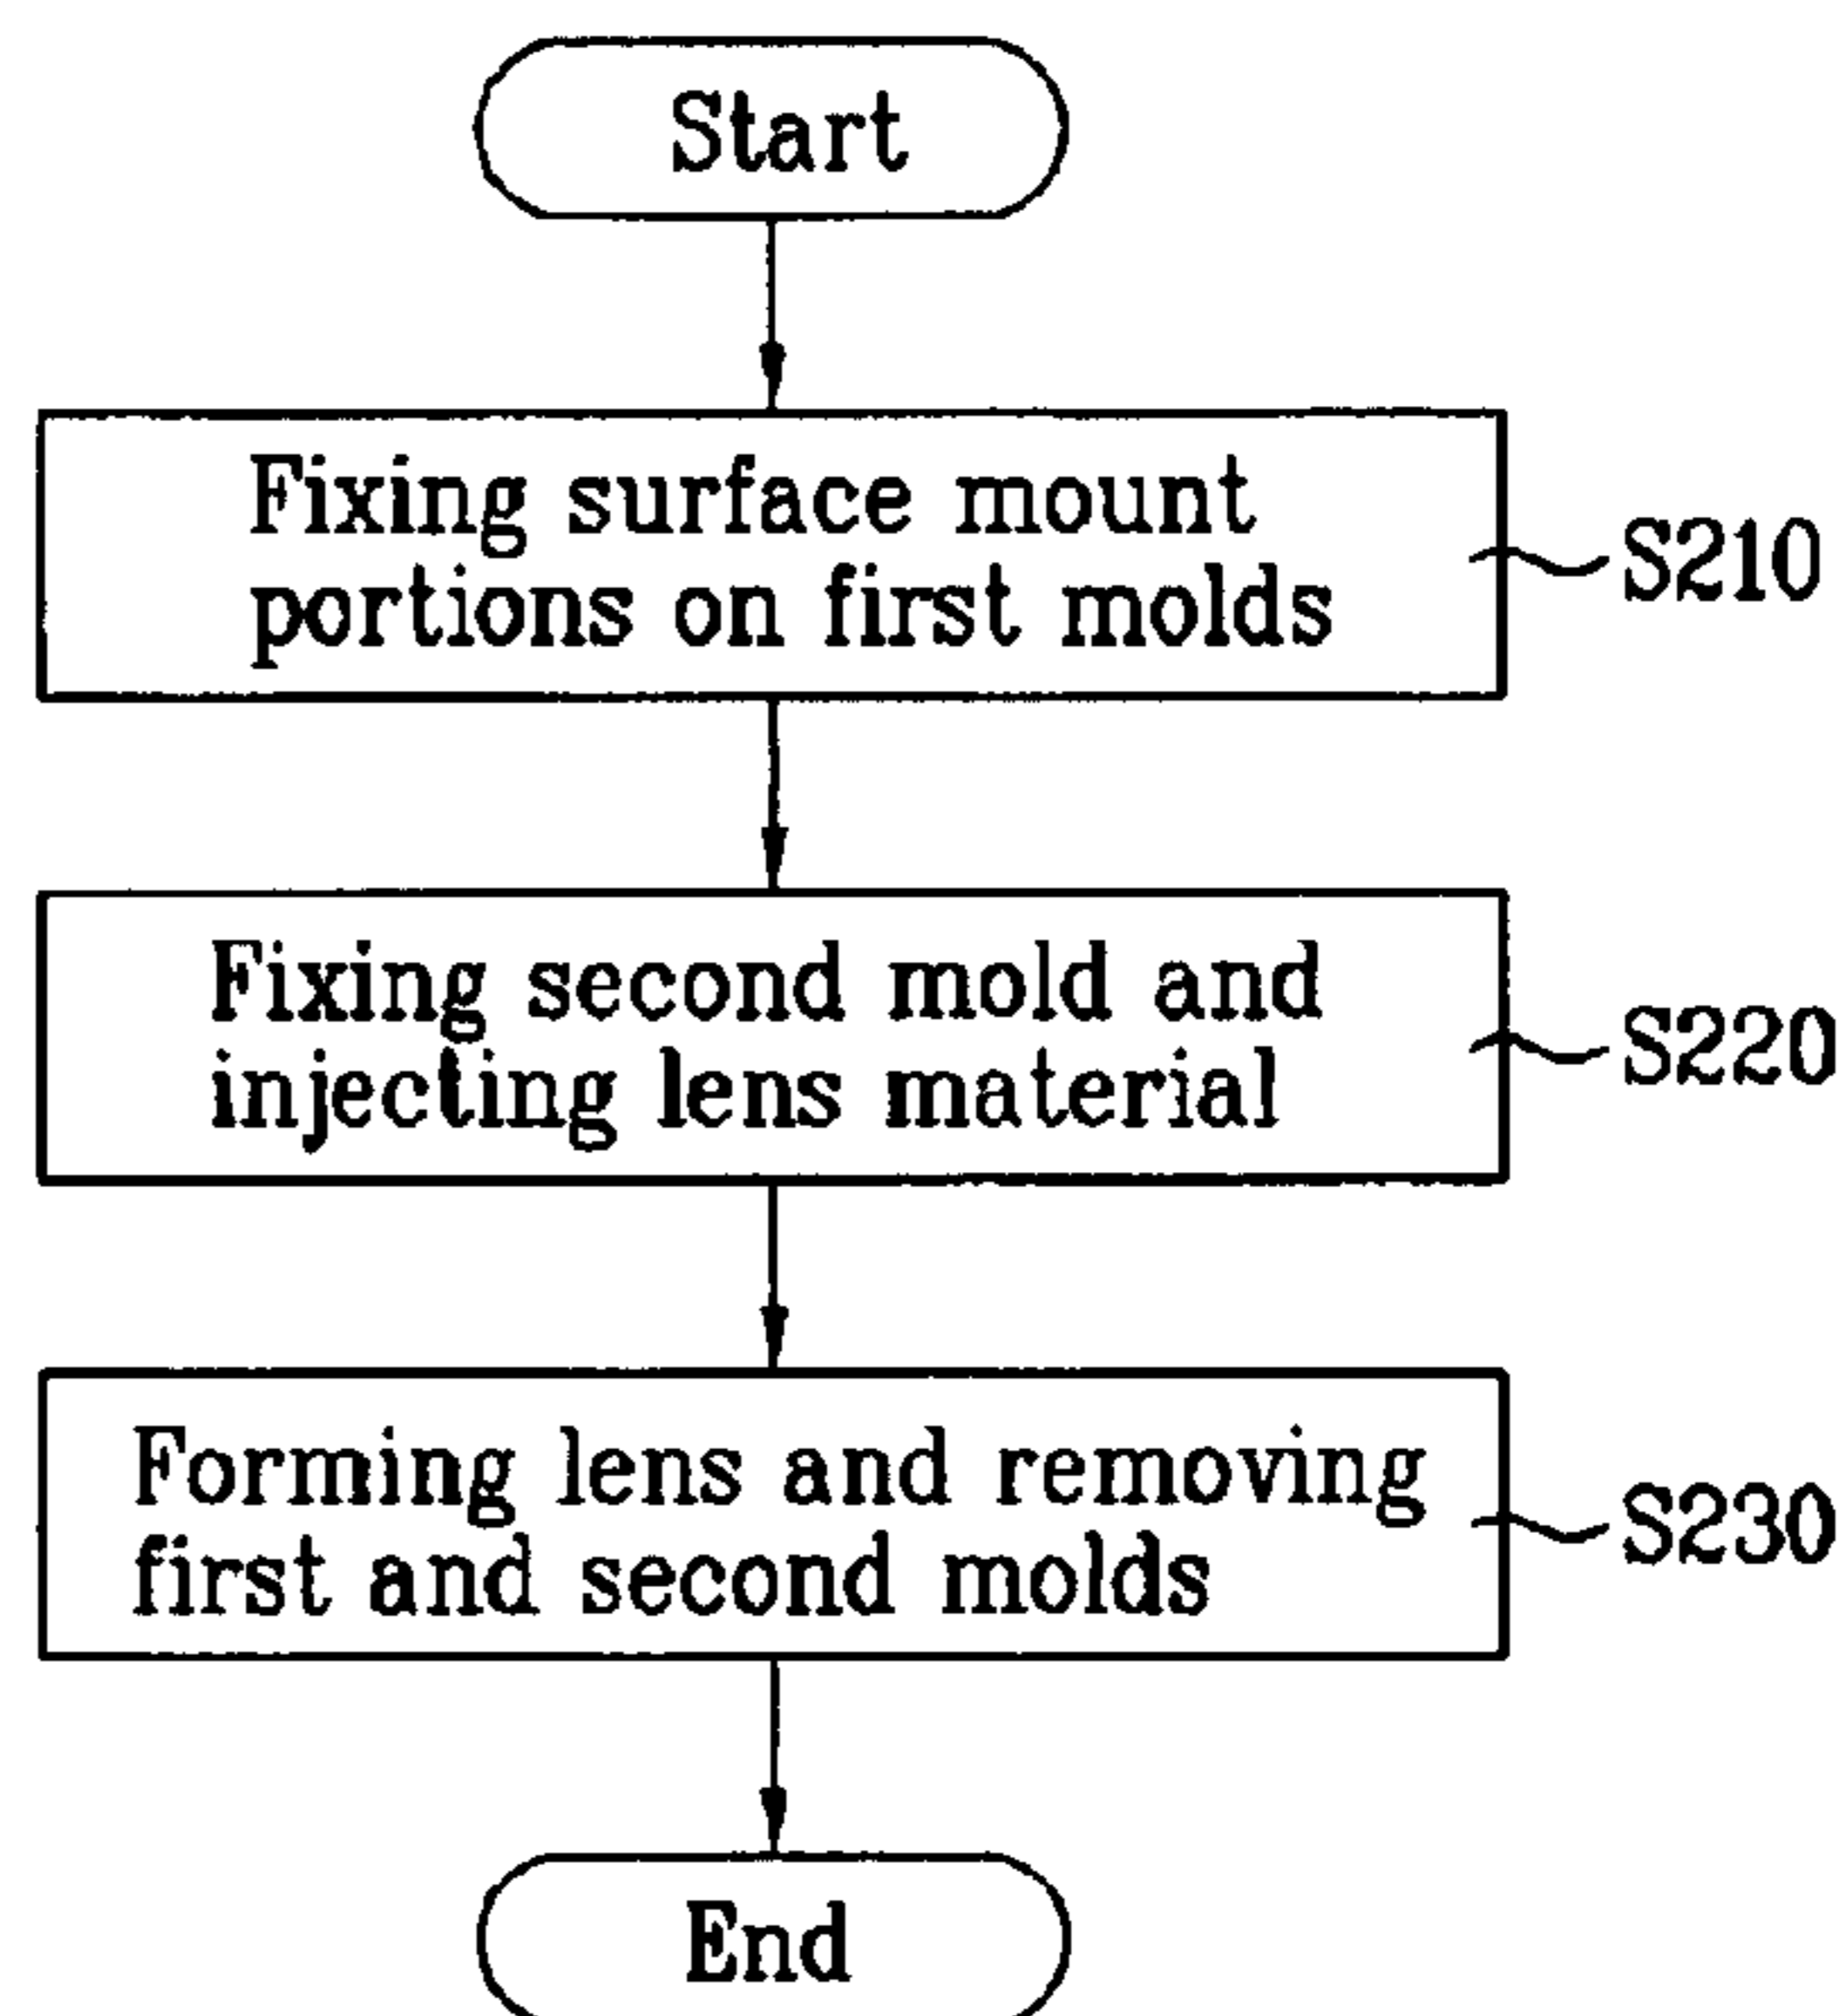 Start
Fixing surface mount
portions on first molds
S210
Fixing second mold and
injecting lens material
S220
Forming lens and removing
first and second molds
S230
End